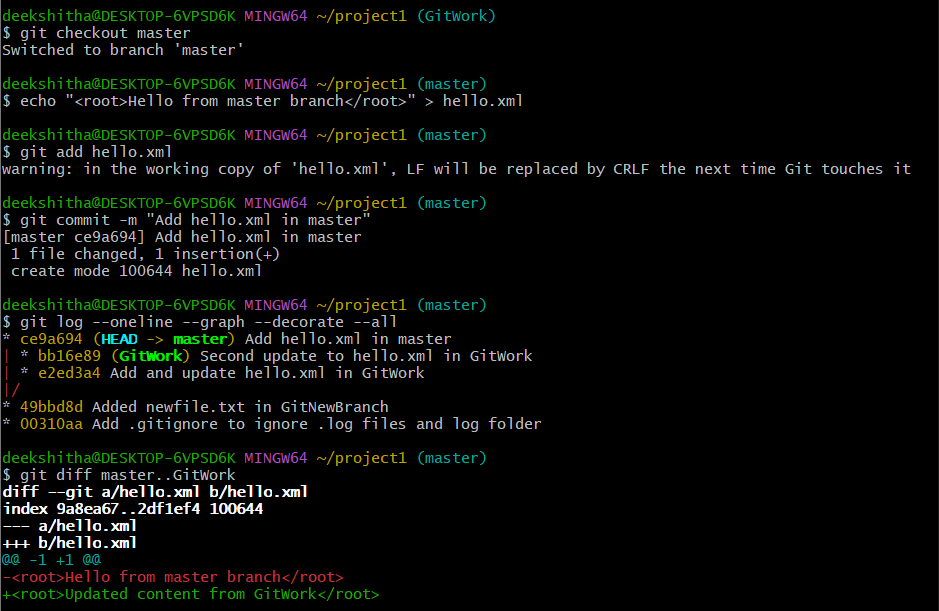 deekshitha@DESKTOP-6VPSD6K MINGW64 ~/project1 (GitWork)
$ git checkout master
Switched to branch 'master'
deekshitha@DESKTOP-6VPSD6K MINGW64 ~/project1 (master)
$ echo "<root>Hello from master branch</root>" > hello.xml
deekshitha@DESKTOP-6VPSD6K MINGW64 ~/project1 (master)
$ git add hello.xml
warning: in the working copy of 'hello.xml', LF will be replaced by CRLF the next time Git touches it
deekshitha@DESKTOP-6VPSD6K MINGW64 ~/project1 (master)
$ git commit -m "Add hello.xml in master"
[master ce9a694] Add hello.xml in master
 1 file changed, 1 insertion(+)
 create mode 100644 hello.xml
deekshitha@DESKTOP-6VPSD6K MINGW64 ~/project1 (master)
$ git log --oneline --graph --decorate --all
* ce9a694 (HEAD -> master) Add hello.xml in master
| * bb16e89 (GitWork) Second update to hello.xml in GitWork
| * e2ed3a4 Add and update hello.xml in GitWork
|/
* 49bbd8d Added newfile.txt in GitNewBranch
* 00310aa Add .gitignore to ignore .log files and log folder
deekshitha@DESKTOP-6VPSD6K MINGW64 ~/project1 (master)
$ git diff master..GitWork
diff --git a/hello.xml b/hello.xml
index 9a8ea67..2df1ef4 100644
--- a/hello.xml
+++ b/hello.xml
@@ -1 +1 @@
-<root>Hello from master branch</root>
+<root>Updated content from GitWork</root>